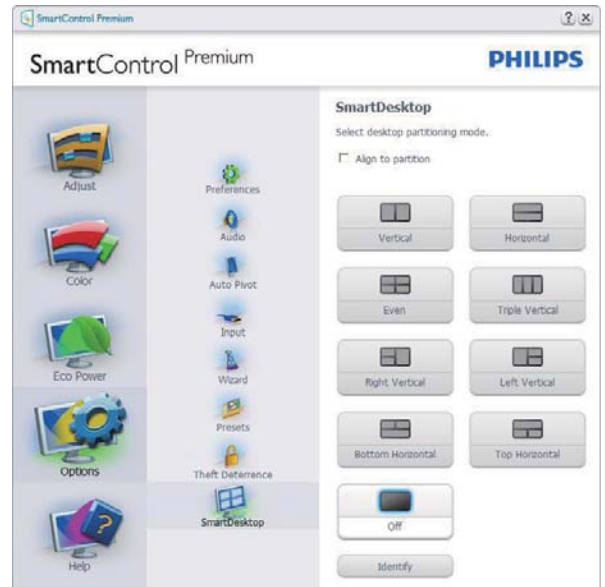 SmartControl Premium
SmartControl Premium
PHILIPS
Adjust
Color
Eco Power
Options
Help
Preferences
Audio
Auto Pivot
Input
Wizard
Presets
Theft Deterrence
SmartDesktop
SmartDesktop
Select desktop partitioning mode.
Align to partition
Vertical
Horizontal
Even
Triple Vertical
Right Vertical
Left Vertical
Bottom Horizontal
Top Horizontal
Off
Identify